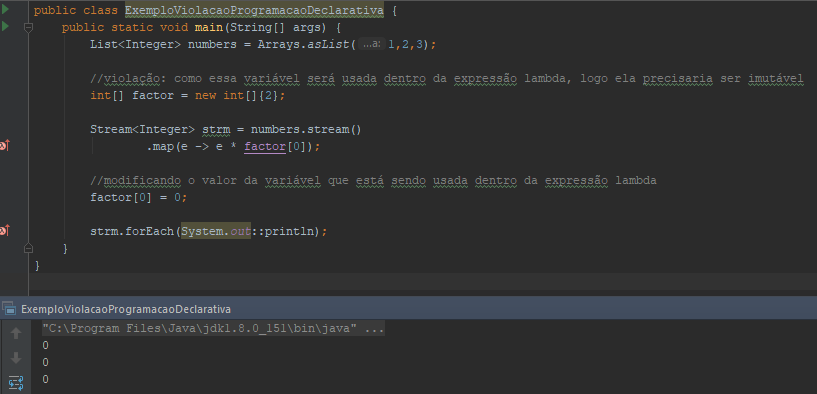 public class ExemploViolacaoProgramacaoDeclarativa {
public static void main(String[] args) {
List<Integer> numbers = Arrays.asList( ...a: 1,2,3);
//violação: como essa variável será usada dentro da expressão lambda, logo ela precisaria ser imutável
int[] factor = new int[]{2};
Stream<Integer> strm = numbers.stream()
.map(e -> e * factor[0]);
//modificando o valor da variável que está sendo usada dentro da expressão lambda
factor[0] = 0;
strm.forEach(System.out::println);
}
}
ExemploViolacaoProgramacaoDeclarativa
"C:\Program Files\Java\jdk1.8.0_151\bin\java" ...
0
0
0